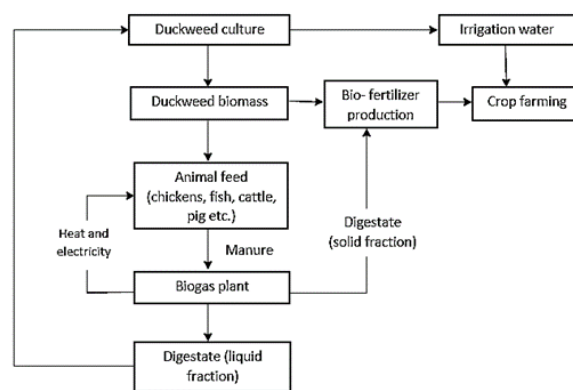 Duckweed culture
Irrigation water
Duckweed biomass
Bio- fertilizer
production
Crop farming
Animal feed
(chickens, fish, cattle,
pig etc.)
Heat and
electricity
Manure
Digestate
(solid fraction)
Biogas plant
Digestate (liquid
fraction)